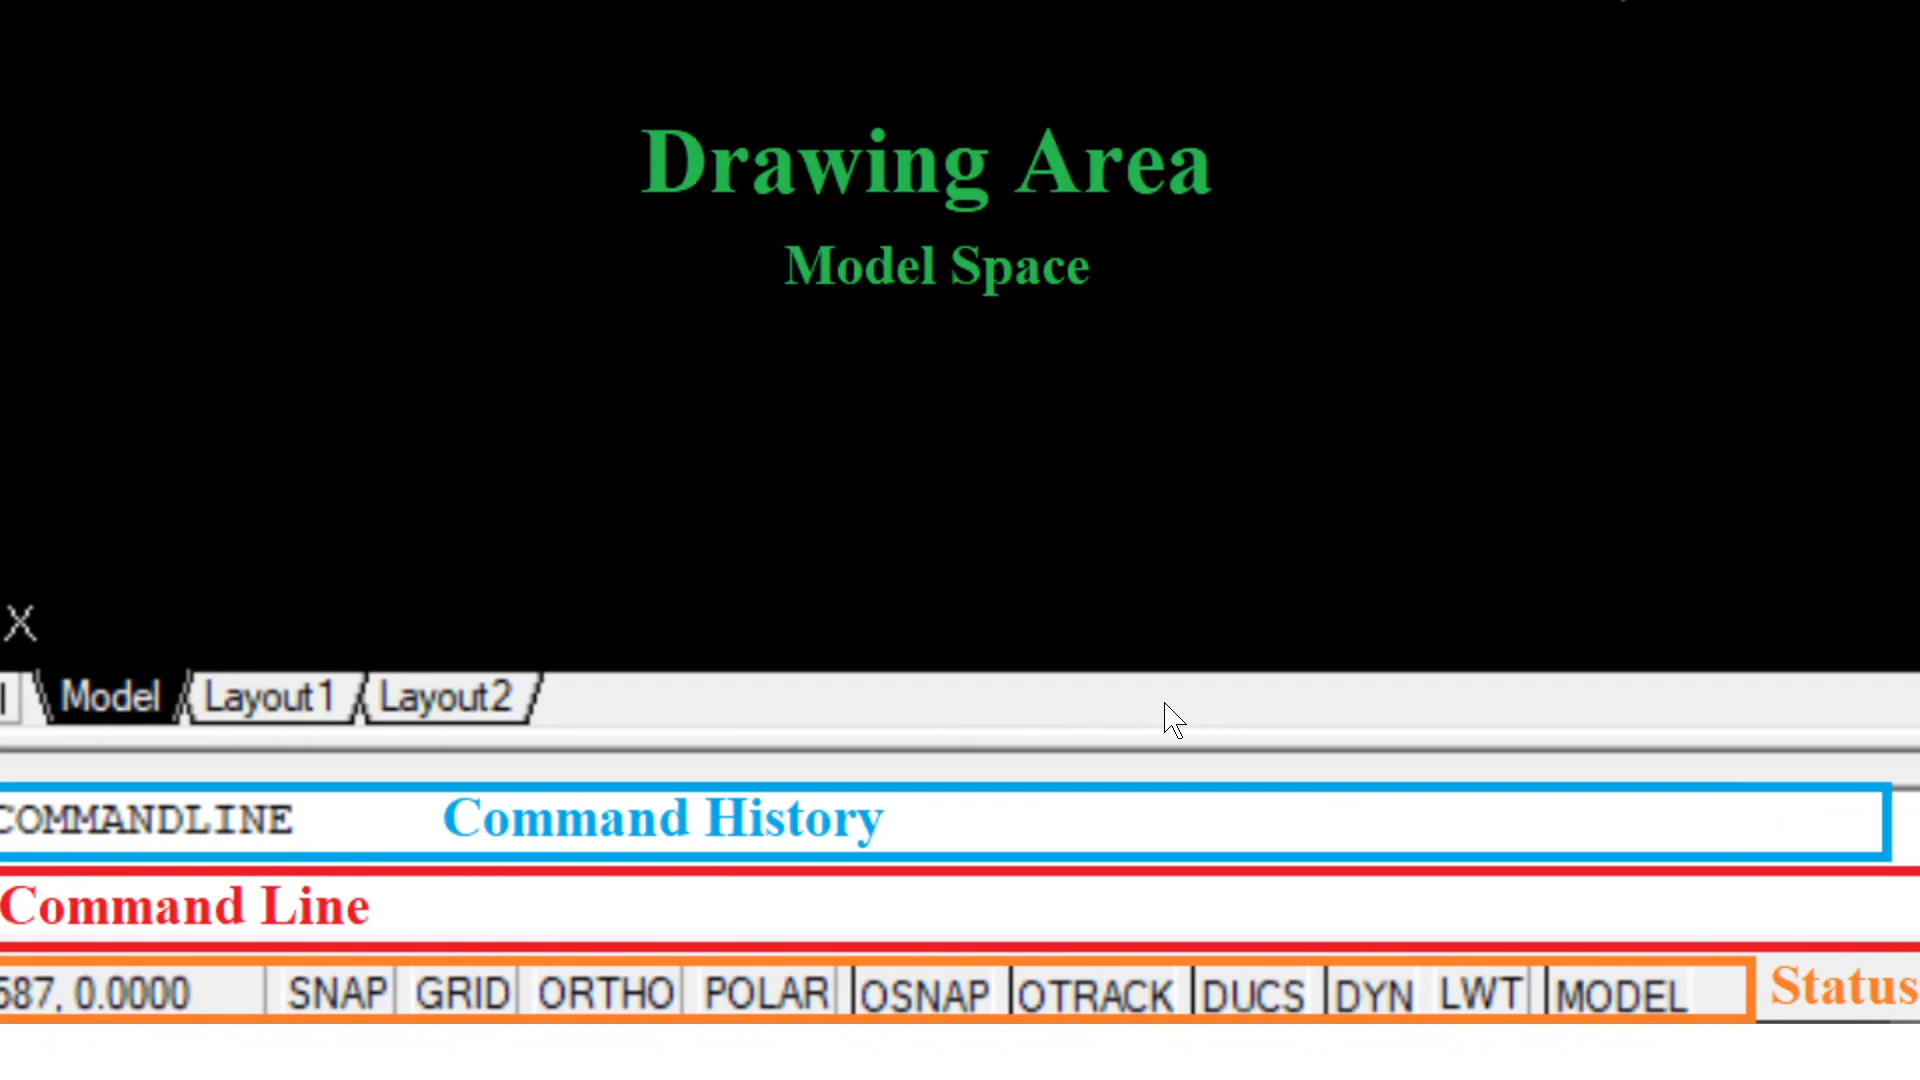 Drawing Area
Model Space
X
Model Layout1 Layout2
COMMANDLINE Command History
Command Line
587, 0.0000 SNAP GRID ORTHO POLAR OSNAP OTRACK DUCS DYN LWT MODEL Status